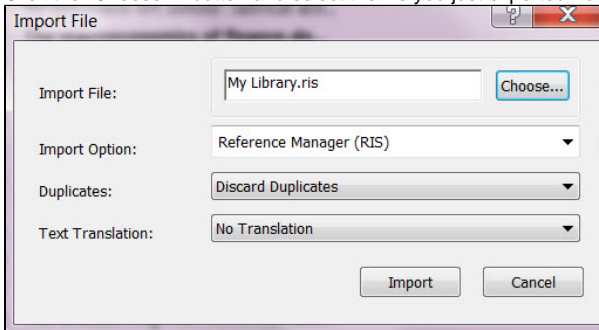 Import File
Import File:
My Library.ris
Choose...
Import Option:
Reference Manager (RIS)
Duplicates:
Discard Duplicates
Text Translation:
No Translation
Import
Cancel